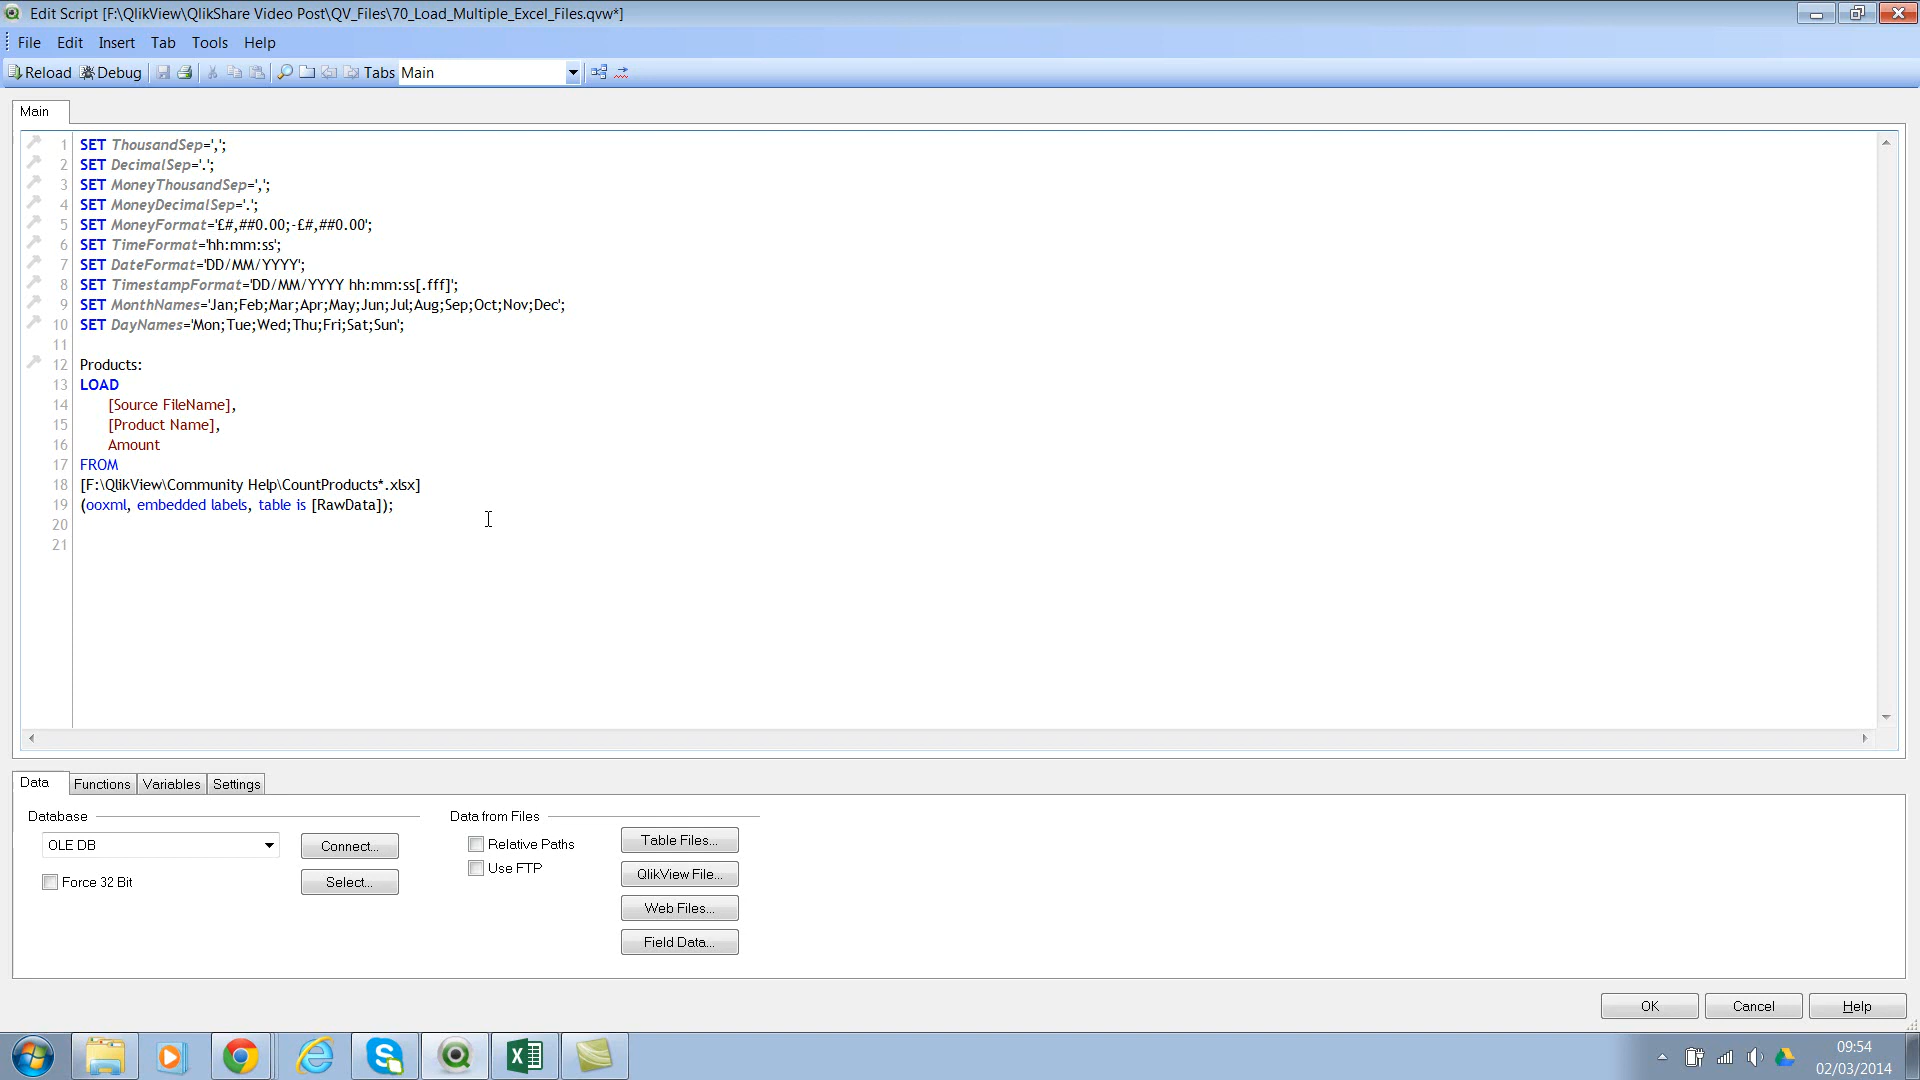 Edit Script [F:\QlikView\QlikShare Video Post\QV_Files\70_Load_Multiple_Excel_Files.qvw*]
File Edit Insert Tab Tools Help
Reload Debug Tabs Main
Main
1 SET ThousandSep=',';
2 SET DecimalSep='.';
3 SET MoneyThousandSep=',';
4 SET MoneyDecimalSep='.';
5 SET MoneyFormat='£#,##0.00;-£#,##0.00';
6 SET TimeFormat='hh:mm:ss';
7 SET DateFormat='DD/MM/YYYY';
8 SET TimestampFormat='DD/MM/YYYY hh:mm:ss[.fff]';
9 SET MonthNames='Jan;Feb;Mar;Apr;May;Jun;Jul;Aug;Sep;Oct;Nov;Dec';
10 SET DayNames='Mon;Tue;Wed;Thu;Fri;Sat;Sun';
11
12 Products:
13 LOAD
14 [Source FileName],
15 [Product Name],
16 Amount
17 FROM
18 [F:\QlikView\Community Help\CountProducts*.xlsx]
19 (ooxml, embedded labels, table is [RawData]);
20
21
Data Functions Variables Settings
Database Data from Files
OLE DB Connect... Relative Paths Table Files...
Force 32 Bit Select... Use FTP QlikView File...
Web Files...
Field Data...
OK Cancel Help
09:54
02/03/2014